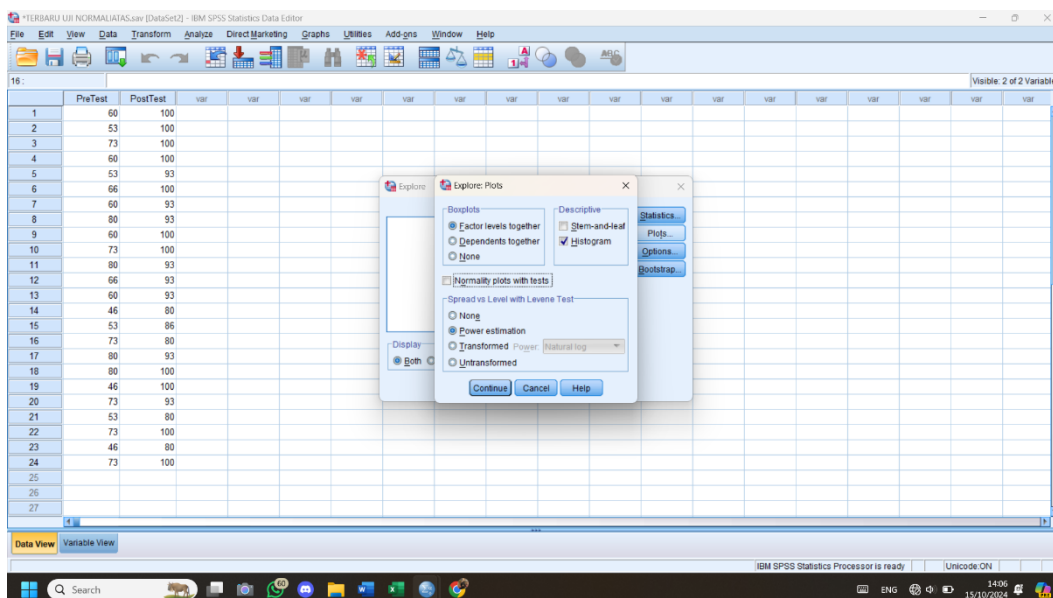 *TERBARU UJI NORMALIATAS.sav [DataSet2] - IBM SPSS Statistics Data Editor
File Edit View Data Transform Analyze Direct Marketing Graphs Utilities Add-ons Window Help
16 : Visible: 2 of 2 Variable
PreTest PostTest var var var var var var var var var var var var var var var var var
1 60 100
2 53 100
3 73 100
4 60 100
5 53 93
6 66 100
7 60 93
8 80 93
9 60 100
10 73 100
11 80 93
12 66 93
13 60 93
14 46 80
15 53 86
16 73 80
17 80 93
18 80 100
19 46 100
20 73 93
21 53 80
22 73 100
23 46 80
24 73 100
25
26
27
Explore
Statistics...
Plots...
Options...
Bootstrap...
Display
Both
Explore: Plots
Boxplots Descriptive
Factor levels together Stem-and-leaf
Dependents together Histogram
None
Normality plots with tests
Spread vs Level with Levene Test
None
Power estimation
Transformed Power: Natural log
Untransformed
Continue Cancel Help
Data View Variable View
IBM SPSS Statistics Processor is ready Unicode:ON
Search 60 ENG 14:06
15/10/2024